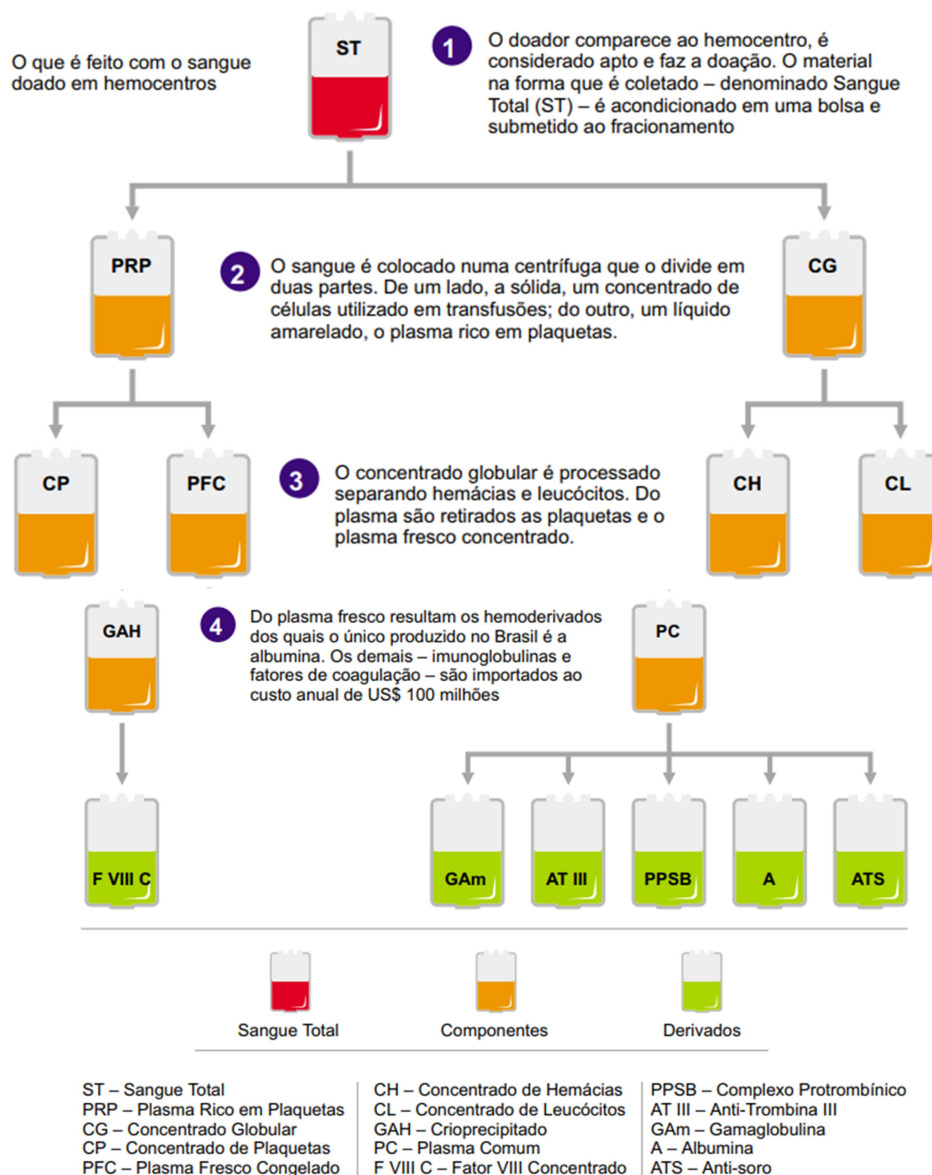 O que é feito com o sangue
doado em hemocentros
ST
1
O doador comparece ao hemocentro, é
considerado apto e faz a doação. O material
na forma que é coletado – denominado Sangue
Total (ST) – é acondicionado em uma bolsa e
submetido ao fracionamento
PRP
2
O sangue é colocado numa centrífuga que o divide em
duas partes. De um lado, a sólida, um concentrado de
células utilizado em transfusões; do outro, um líquido
amarelado, o plasma rico em plaquetas.
CG
CP
PFC
3
O concentrado globular é processado
separando hemácias e leucócitos. Do
plasma são retirados as plaquetas e o
plasma fresco concentrado.
CH
CL
GAH
4
Do plasma fresco resultam os hemoderivados
dos quais o único produzido no Brasil é a
albumina. Os demais – imunoglobulinas e
fatores de coagulação – são importados ao
custo anual de US$ 100 milhões
PC
F VIII C
GAm
AT III
PPSB
A
ATS
Sangue Total
Componentes
Derivados
ST – Sangue Total
PRP – Plasma Rico em Plaquetas
CG – Concentrado Globular
CP – Concentrado de Plaquetas
PFC – Plasma Fresco Congelado
CH – Concentrado de Hemácias
CL – Concentrado de Leucócitos
GAH – Crioprecipitado
PC – Plasma Comum
F VIII C – Fator VIII Concentrado
PPSB – Complexo Protrombínico
AT III – Anti-Trombina III
GAm – Gamaglobulina
A – Albumina
ATS – Anti-soro